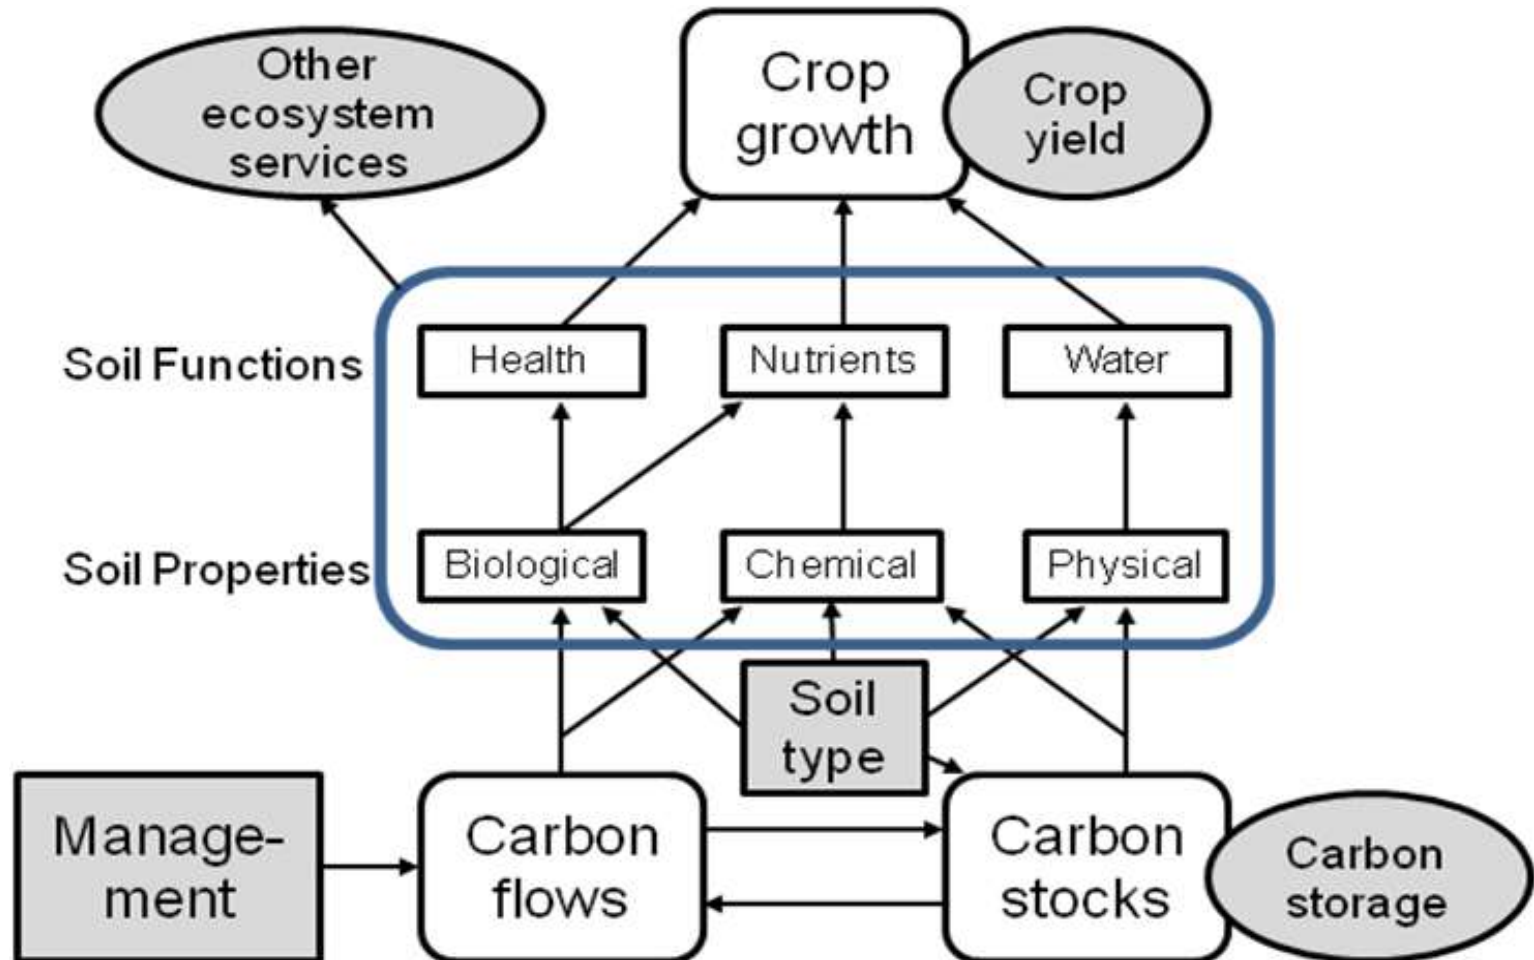 Other
ecosystem
services
Crop
growth
Crop
yield
Soil Functions
Health
Nutrients
Water
Soil Properties
Biological
Chemical
Physical
Soil
type
Manage-
ment
Carbon
flows
Carbon
stocks
Carbon
storage